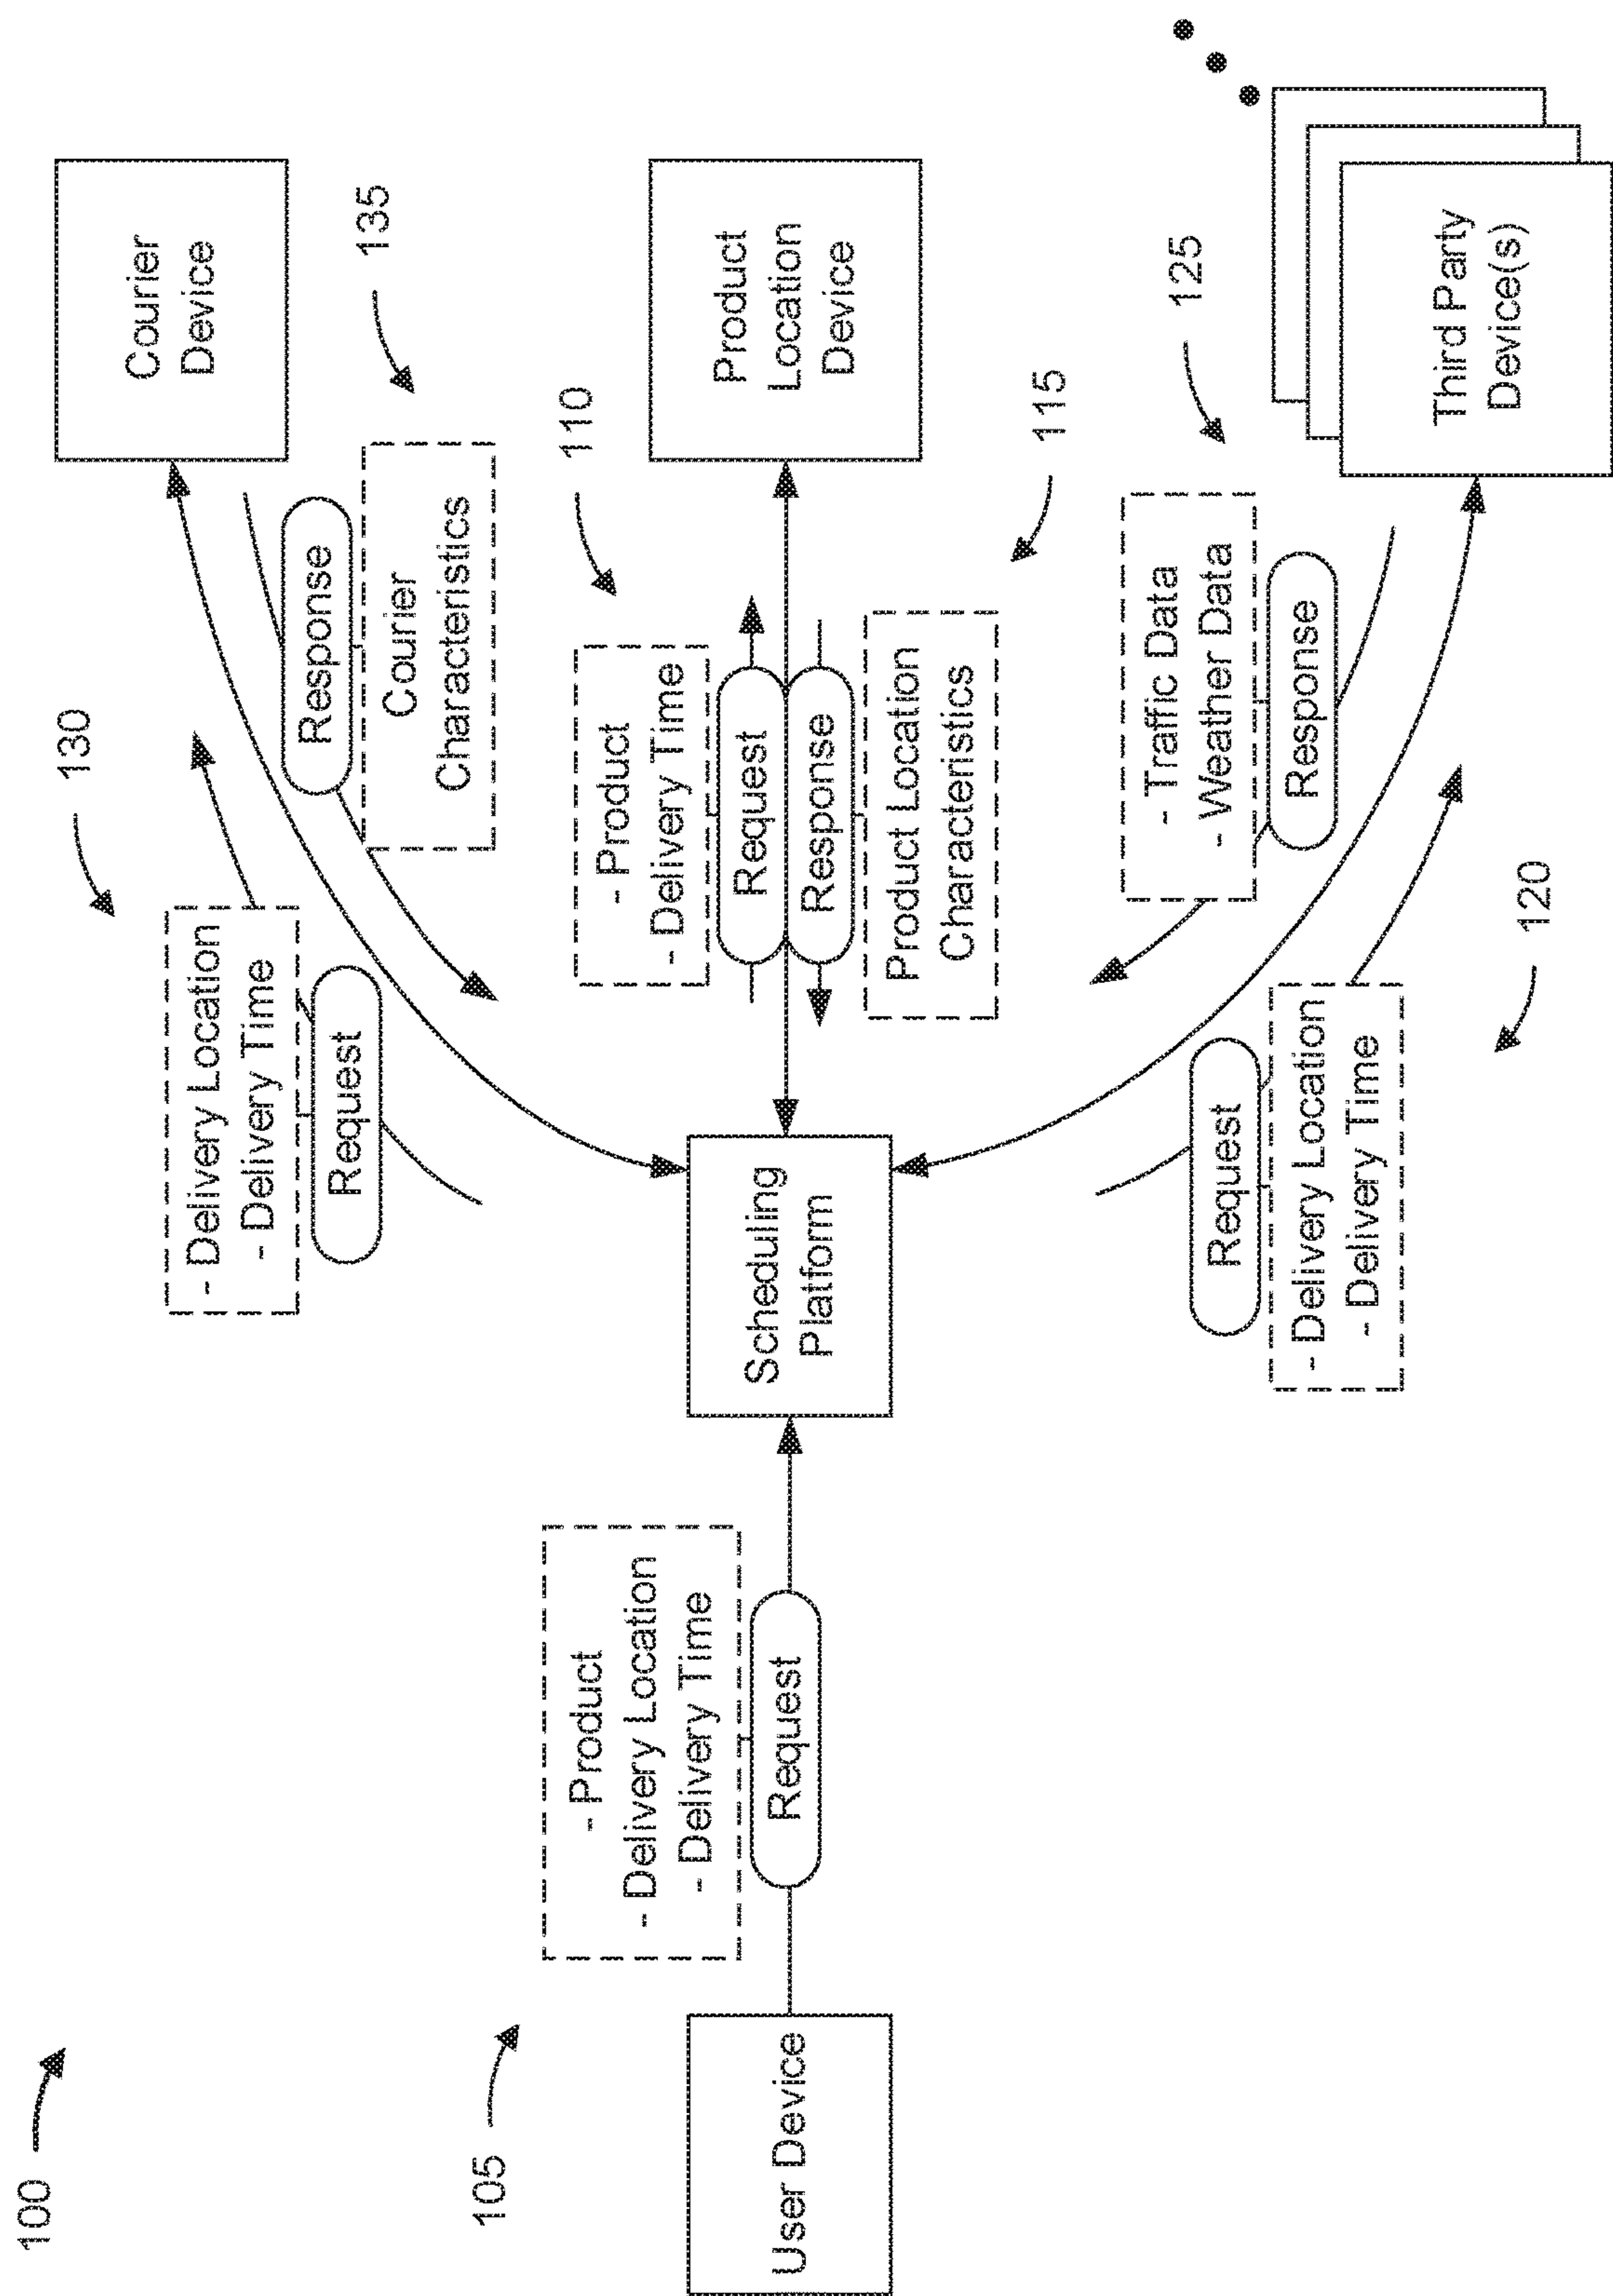 100
105
User Device
- Product
- Delivery Location
- Delivery Time
Request
Scheduling
Platform
130
- Delivery Location
- Delivery Time
Request
Response
Courier
Characteristics
135
Courier
Device
110
- Product
- Delivery Time
Request
Response
Product Location
Characteristics
115
Product
Location
Device
120
Request
- Delivery Location
- Delivery Time
125
- Traffic Data
- Weather Data
Response
Third Party
Device(s)